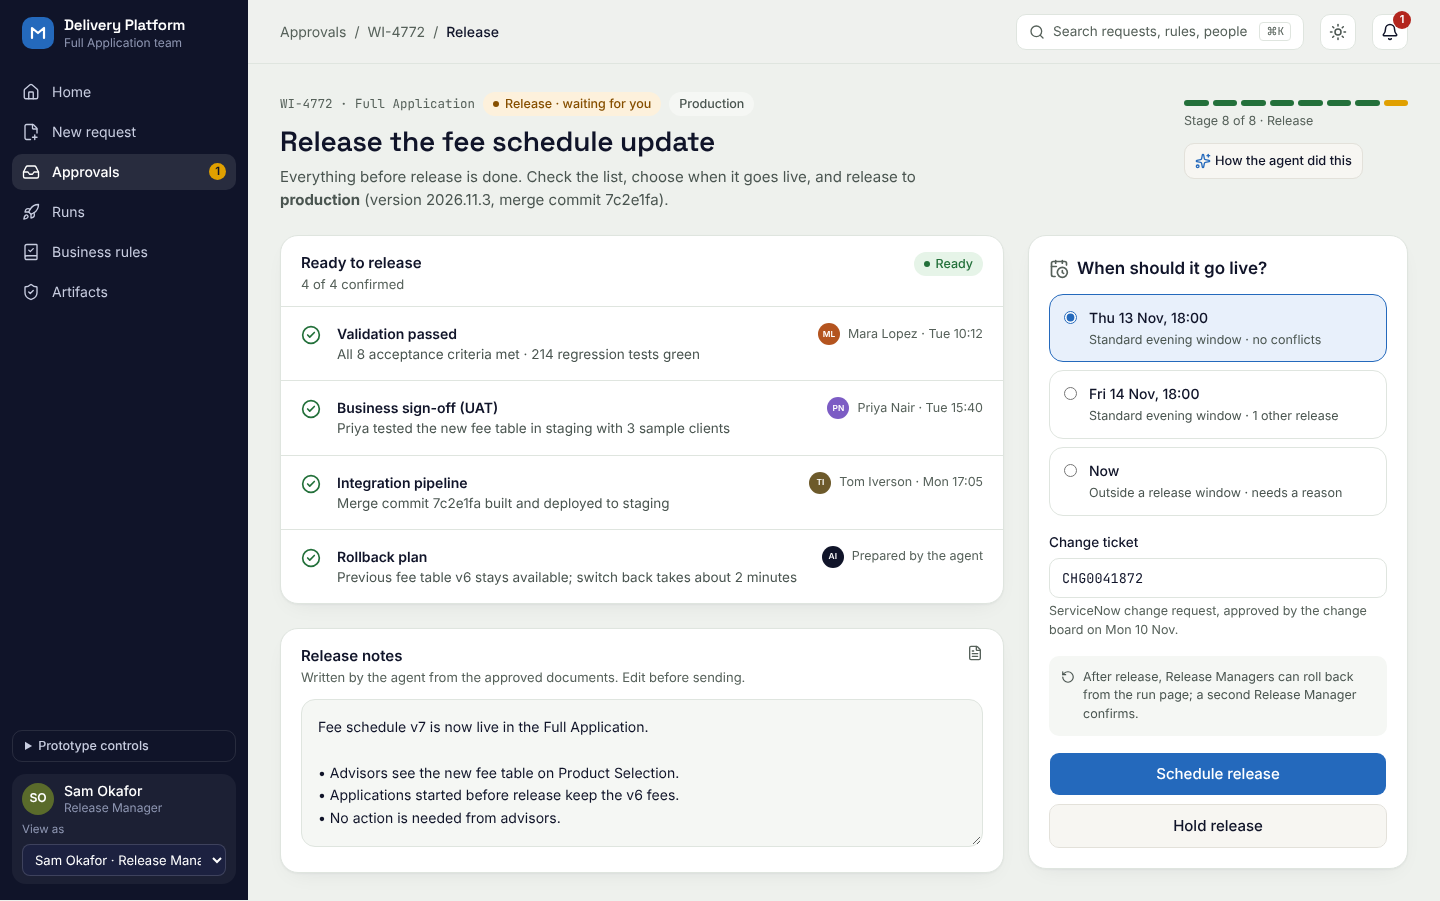 M
Delivery Platform
Full Application team
Home
New request
Approvals
1
Runs
Business rules
Artifacts
Prototype controls
SO
Sam Okafor
Release Manager
View as
Sam Okafor · Release Mana
Approvals / WI-4772 / Release
Search requests, rules, people
⌘K
1
WI-4772 · Full Application
Release · waiting for you
Production
Release the fee schedule update
Everything before release is done. Check the list, choose when it goes live, and release to
production (version 2026.11.3, merge commit 7c2e1fa).
Stage 8 of 8 · Release
How the agent did this
Ready to release
4 of 4 confirmed
Ready
Validation passed
All 8 acceptance criteria met · 214 regression tests green
ML
Mara Lopez · Tue 10:12
Business sign-off (UAT)
Priya tested the new fee table in staging with 3 sample clients
PN
Priya Nair · Tue 15:40
Integration pipeline
Merge commit 7c2e1fa built and deployed to staging
TI
Tom Iverson · Mon 17:05
Rollback plan
Previous fee table v6 stays available; switch back takes about 2 minutes
AI
Prepared by the agent
Release notes
Written by the agent from the approved documents. Edit before sending.
Fee schedule v7 is now live in the Full Application.
• Advisors see the new fee table on Product Selection.
• Applications started before release keep the v6 fees.
• No action is needed from advisors.
When should it go live?
Thu 13 Nov, 18:00
Standard evening window · no conflicts
Fri 14 Nov, 18:00
Standard evening window · 1 other release
Now
Outside a release window · needs a reason
Change ticket
CHG0041872
ServiceNow change request, approved by the change
board on Mon 10 Nov.
After release, Release Managers can roll back
from the run page; a second Release Manager
confirms.
Schedule release
Hold release